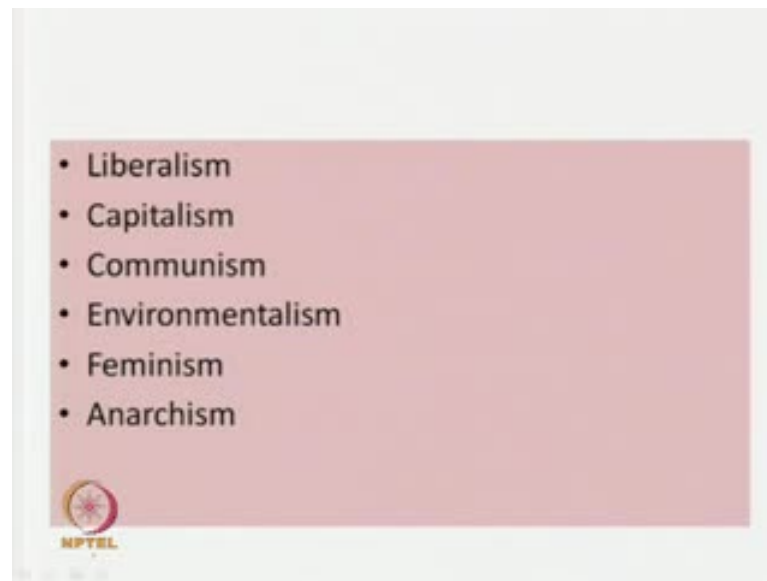 • Liberalism
• Capitalism
• Communism
• Environmentalism
• Feminism
• Anarchism
NPTEL